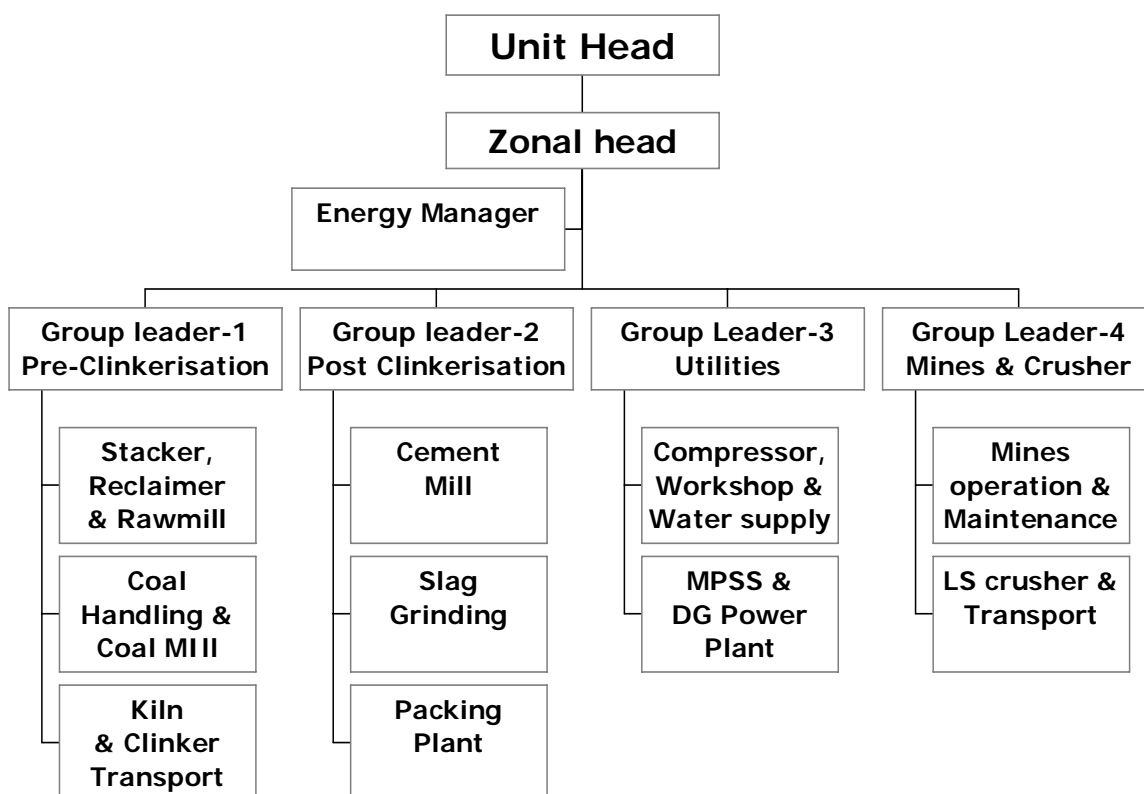 Unit Head
Zonal head
Energy Manager
Group leader-1
Pre-Clinkerisation
Group leader-2
Post Clinkerisation
Group Leader-3
Utilities
Group Leader-4
Mines & Crusher
Stacker,
Reclaimer
& Rawmill
Coal
Handling &
Coal MIll
Kiln
& Clinker
Transport
Cement
Mill
Slag
Grinding
Packing
Plant
Compressor,
Workshop &
Water supply
MPSS &
DG Power
Plant
Mines
operation &
Maintenance
LS crusher &
Transport